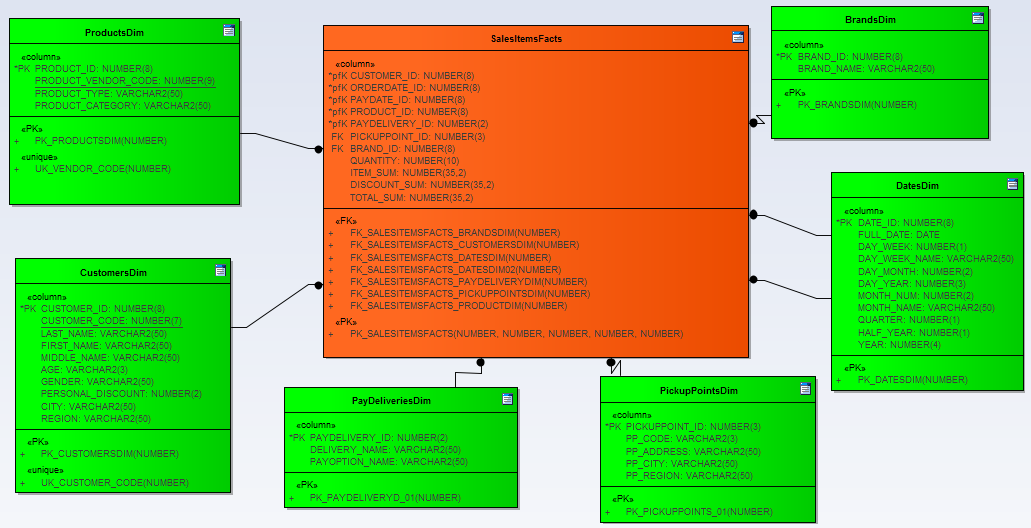 ProductsDim
«column»
*PK PRODUCT_ID: NUMBER(8)
PRODUCT_VENDOR_CODE: NUMBER(9)
PRODUCT_TYPE: VARCHAR2(50)
PRODUCT_CATEGORY: VARCHAR2(50)
«PK»
+ PK_PRODUCTSDIM(NUMBER)
«unique»
+ UK_VENDOR_CODE(NUMBER)
SalesItemsFacts
«column»
*pfK CUSTOMER_ID: NUMBER(8)
*pfK ORDERDATE_ID: NUMBER(8)
*pfK PAYDATE_ID: NUMBER(8)
*pfK PRODUCT_ID: NUMBER(8)
*pfK PAYDELIVERY_ID: NUMBER(2)
FK PICKUPPOINT_ID: NUMBER(3)
FK BRAND_ID: NUMBER(8)
QUANTITY: NUMBER(10)
ITEM_SUM: NUMBER(35,2)
DISCOUNT_SUM: NUMBER(35,2)
TOTAL_SUM: NUMBER(35,2)
«FK»
+ FK_SALESITEMSFACTS_BRANDSDIM(NUMBER)
+ FK_SALESITEMSFACTS_CUSTOMERSDIM(NUMBER)
+ FK_SALESITEMSFACTS_DATESDIM(NUMBER)
+ FK_SALESITEMSFACTS_DATESDIM02(NUMBER)
+ FK_SALESITEMSFACTS_PAYDELIVERYDIM(NUMBER)
+ FK_SALESITEMSFACTS_PICKUPPOINTSDIM(NUMBER)
+ FK_SALESITEMSFACTS_PRODUCTDIM(NUMBER)
«PK»
+ PK_SALESITEMSFACTS(NUMBER, NUMBER, NUMBER, NUMBER, NUMBER)
BrandsDim
«column»
*PK BRAND_ID: NUMBER(8)
BRAND_NAME: VARCHAR2(50)
«PK»
+ PK_BRANDSDIM(NUMBER)
DatesDim
«column»
*PK DATE_ID: NUMBER(8)
FULL_DATE: DATE
DAY_WEEK: NUMBER(1)
DAY_WEEK_NAME: VARCHAR2(50)
DAY_MONTH: NUMBER(2)
DAY_YEAR: NUMBER(3)
MONTH_NUM: NUMBER(2)
MONTH_NAME: VARCHAR2(50)
QUARTER: NUMBER(1)
HALF_YEAR: NUMBER(1)
YEAR: NUMBER(4)
«PK»
+ PK_DATESDIM(NUMBER)
CustomersDim
«column»
*PK CUSTOMER_ID: NUMBER(8)
CUSTOMER_CODE: NUMBER(7)
LAST_NAME: VARCHAR2(50)
FIRST_NAME: VARCHAR2(50)
MIDDLE_NAME: VARCHAR2(50)
AGE: VARCHAR2(3)
GENDER: VARCHAR2(50)
PERSONAL_DISCOUNT: NUMBER(2)
CITY: VARCHAR2(50)
REGION: VARCHAR2(50)
«PK»
+ PK_CUSTOMERSDIM(NUMBER)
«unique»
+ UK_CUSTOMER_CODE(NUMBER)
PayDeliveriesDim
«column»
*PK PAYDELIVERY_ID: NUMBER(2)
DELIVERY_NAME: VARCHAR2(50)
PAYOPTION_NAME: VARCHAR2(50)
«PK»
+ PK_PAYDELIVERYD_01(NUMBER)
PickupPointsDim
«column»
*PK PICKUPPOINT_ID: NUMBER(3)
PP_CODE: VARCHAR2(3)
PP_ADDRESS: VARCHAR2(50)
PP_CITY: VARCHAR2(50)
PP_REGION: VARCHAR2(50)
«PK»
+ PK_PICKUPPOINTS_01(NUMBER)